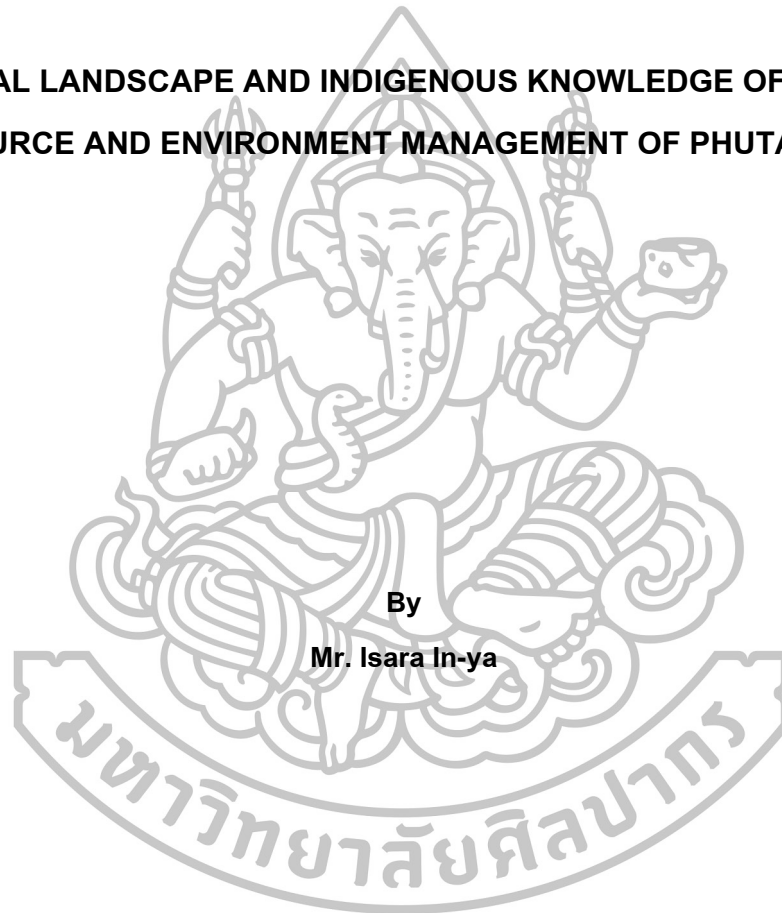 AL LANDSCAPE AND INDIGENOUS KNOWLEDGE OF
URCE AND ENVIRONMENT MANAGEMENT OF PHUTA
By
Mr. Isara In-ya
มหาวิทยาลัยศิลปากร